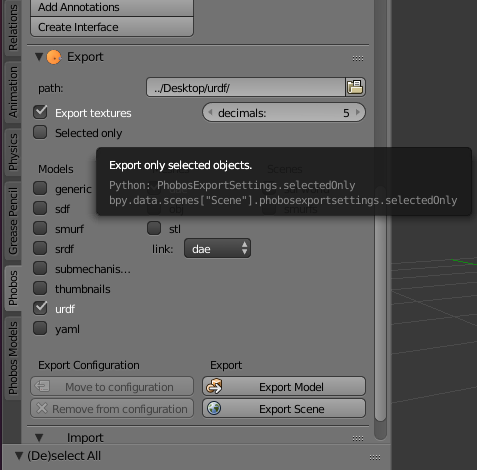 Add Annotations
Create Interface
Export
path:
../Desktop/urdf/
Export textures
decimals:
5
Selected only
Export only selected objects.
Python: PhobosExportSettings.selectedOnly
bpy.data.scenes["Scene"].phobosexportsettings.selectedOnly
Models
generic
sdf
smurf
stl
srdf
link:
dae
submechanis...
thumbnails
urdf
yaml
Export Configuration
Export
Move to configuration
Export Model
Remove from configuration
Export Scene
Import
(De)select All
Relations
Animation
Physics
Grease Pencil
Phobos
Phobos Models